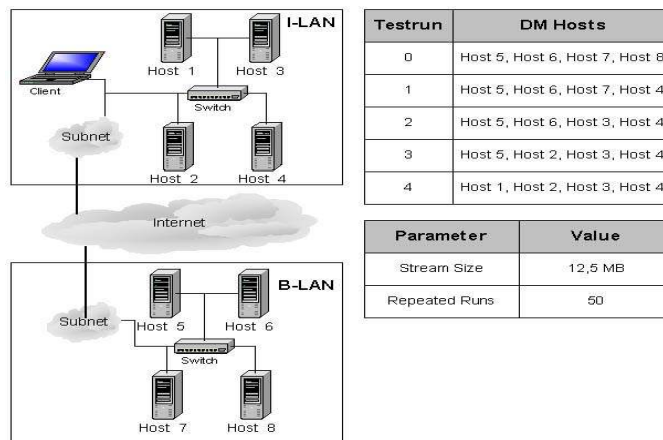 I-LAN
Host 1
Host 3
Client
Switch
Subnet
Host 2
Host 4
Internet
B-LAN
Subnet
Host 5
Host 6
Switch
Host 7
Host 8
Testrun DM Hosts
0 Host 5, Host 6, Host 7, Host 8
1 Host 5, Host 6, Host 7, Host 4
2 Host 5, Host 6, Host 3, Host 4
3 Host 5, Host 2, Host 3, Host 4
4 Host 1, Host 2, Host 3, Host 4
Parameter Value
Stream Size 12,5 MB
Repeated Runs 50